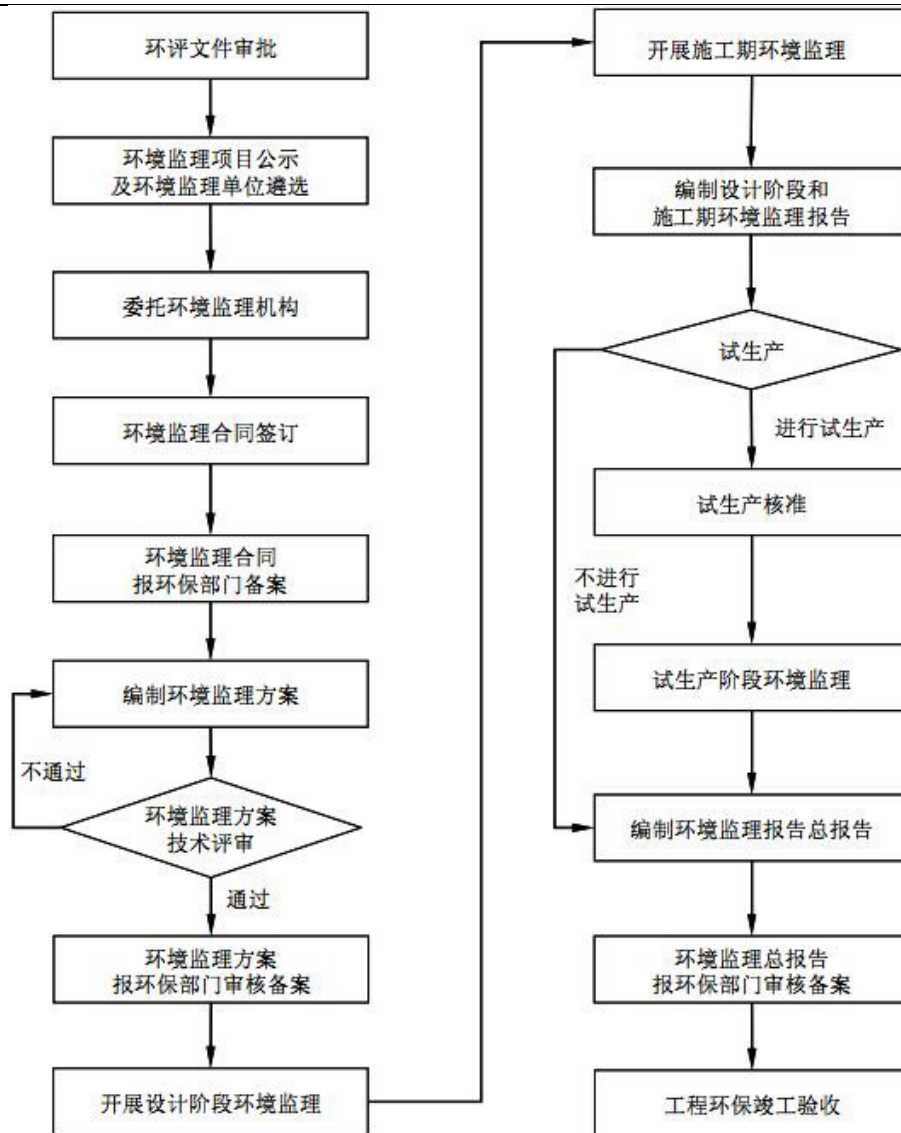 环评文件审批
环境监理项目公示
及环境监理单位遴选
委托环境监理机构
环境监理合同签订
环境监理合同
报环保部门备案
编制环境监理方案
不通过
环境监理方案
技术评审
通过
环境监理方案
报环保部门审核备案
开展设计阶段环境监理
开展施工期环境监理
编制设计阶段和
施工期环境监理报告
试生产
进行试生产
试生产核准
不进行
试生产
试生产阶段环境监理
编制环境监理报告总报告
环境监理总报告
报环保部门审核备案
工程环保竣工验收